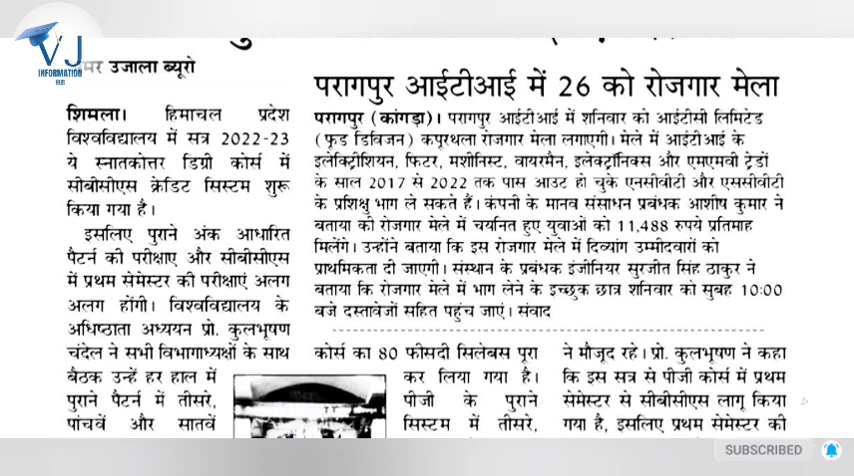 VJ
INFORMATION
HUB
उजाला ब्यूरो
शिमला। हिमाचल प्रदेश
विश्वविद्यालय में सत्र 2022-23
ये स्नातकोत्तर डिग्री कोर्स में
सीबीसीएस क्रेडिट सिस्टम शुरू
किया गया है।
इसलिए पुराने अंक आधारित
पैटर्न की परीक्षाए और सीबीसीएस
में प्रथम सेमेस्टर की परीक्षाएं अलग
अलग होंगी। विश्वविद्यालय के
अधिष्ठाता अध्ययन प्रो. कुलभूषण
चंदेल ने सभी विभागाध्यक्षों के साथ
बैठक उन्हें हर हाल में
पुराने पैटर्न में तीसरे,
पांचवें और सातवें
परागपुर आईटीआई में 26 को रोजगार मेला
परागपुर (कांगड़ा)। परागपुर आईटीआई में शनिवार को आईटीसी लिमिटेड
(फूड डिविजन) कपूरथला रोजगार मेला लगाएगी। मेले में आईटीआई के
इलेक्ट्रीशियन, फिटर, मशीनिस्ट, वायरमैन, इलेक्ट्रॉनिक्स और एमएमवी ट्रेडों
के साल 2017 से 2022 तक पास आउट हो चुके एनसीवीटी और एससीवीटी
के प्रशिक्षु भाग ले सकते हैं। कंपनी के मानव संसाधन प्रबंधक आशीष कुमार ने
बताया की रोजगार मेले में चयनित हुए युवाओं को 11,488 रुपये प्रतिमाह
मिलेंगे। उन्होंने बताया कि इस रोजगार मेले में दिव्यांग उम्मीदवारों को
प्राथमिकता दी जाएगी। संस्थान के प्रबंधक इंजीनियर सुरजीत सिंह ठाकुर ने
बताया कि रोजगार मेले में भाग लेने के इच्छुक छात्र शनिवार को सुबह 10:00
बजे दस्तावेजों सहित पहुंच जाएं। संवाद
कोर्स का 80 फीसदी सिलेबस पूरा
कर लिया गया है।
पीजी के पुराने
सिस्टम में तीसरे,
ने मौजूद रहे। प्रो. कुलभूषण ने कहा
कि इस सत्र से पीजी कोर्स में प्रथम
सेमेस्टर से सीबीसीएस लागू किया
गया है, इसलिए प्रथम सेमेस्टर की
SUBSCRIBED